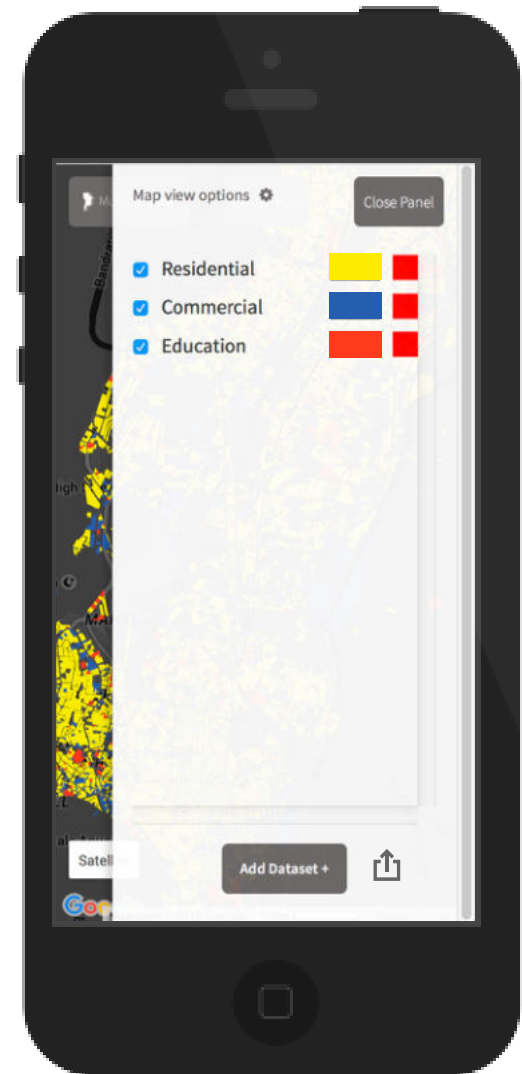 Map view options
Close Panel
Residential
Commercial
Education
Add Dataset +